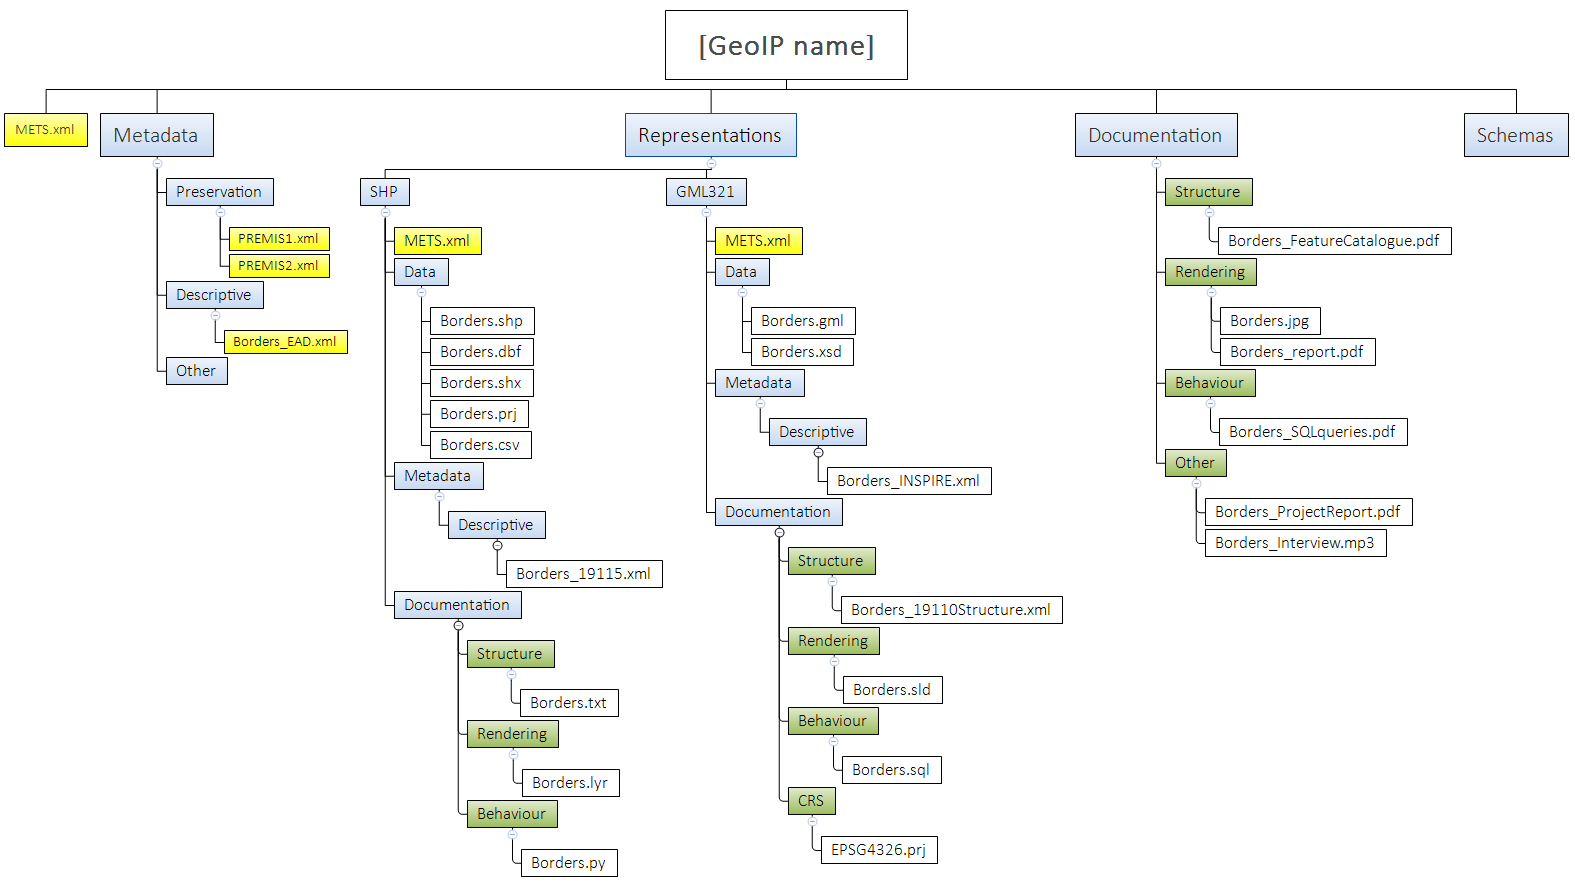 [GeoIP name]
METS.xml
Metadata
Preservation
PREMIS1.xml
PREMIS2.xml
Descriptive
Borders_EAD.xml
Other
Representations
SHP
METS.xml
Data
Borders.shp
Borders.dbf
Borders.shx
Borders.prj
Borders.csv
Metadata
Descriptive
Borders_19115.xml
Documentation
Structure
Borders.txt
Rendering
Borders.lyr
Behaviour
Borders.py
GML321
METS.xml
Data
Borders.gml
Borders.xsd
Metadata
Descriptive
Borders_INSPIRE.xml
Documentation
Structure
Borders_19110Structure.xml
Rendering
Borders.sld
Behaviour
Borders.sql
CRS
EPSG4326.prj
Documentation
Structure
Borders_FeatureCatalogue.pdf
Rendering
Borders.jpg
Borders_report.pdf
Behaviour
Borders_SQLqueries.pdf
Other
Borders_ProjectReport.pdf
Borders_Interview.mp3
Schemas